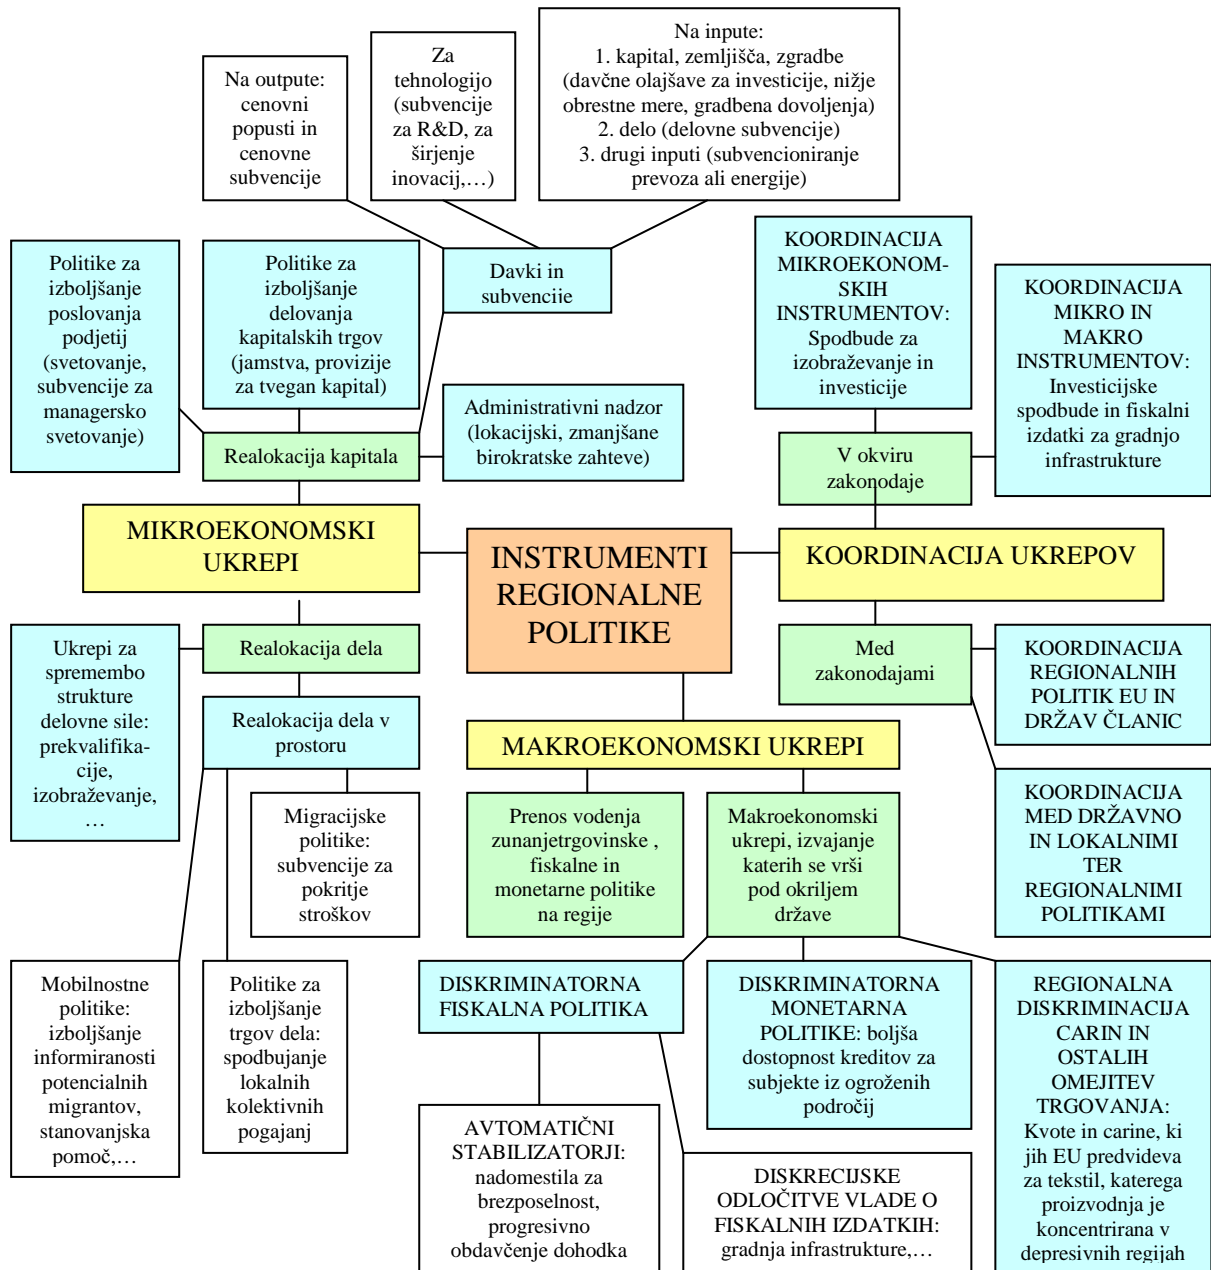 Na outpute:
cenovni
popusti in
cenovne
subvencije
Za
tehnologijo
(subvencije
za R&D, za
širjenje
inovacij,…)
Na inpute:
1. kapital, zemljišča, zgradbe
(davčne olajšave za investicije, nižje
obrestne mere, gradbena dovoljenja)
2. delo (delovne subvencije)
3. drugi inputi (subvencioniranje
prevoza ali energije)
Politike za
izboljšanje
poslovanja
podjetij
(svetovanje,
subvencije za
managersko
svetovanje)
Politike za
izboljšanje
delovanja
kapitalskih trgov
(jamstva, provizije
za tvegan kapital)
Davki in
subvencije
KOORDINACIJA
MIKROEKONOM-
SKIH
INSTRUMENTOV:
Spodbude za
izobraževanje in
investicije
KOORDINACIJA
MIKRO IN
MAKRO
INSTRUMENTOV:
Investicijske
spodbude in fiskalni
izdatki za gradnjo
infrastrukture
Realokacija kapitala
Administrativni nadzor
(lokacijski, zmanjšane
birokratske zahteve)
V okviru
zakonodaje
MIKROEKONOMSKI
UKREPI
INSTRUMENTI
REGIONALNE
POLITIKE
KOORDINACIJA UKREPOV
Ukrepi za
spremembo
strukture
delovne sile:
prekvalifika-
cije,
izobraževanje,
…
Realokacija dela
Realokacija dela v
prostoru
Med
zakonodajami
KOORDINACIJA
REGIONALNIH
POLITIK EU IN
DRŽAV ČLANIC
MAKROEKONOMSKI UKREPI
Migracijske
politike:
subvencije za
pokritje
stroškov
Prenos vodenja
zunanjetrgovinske ,
fiskalne in
monetarne politike
na regije
Makroekonomski
ukrepi, izvajanje
katerih se vrši
pod okriljem
države
KOORDINACIJA
MED DRŽAVNO
IN LOKALNIMI
TER
REGIONALNIMI
POLITIKAMI
Mobilnostne
politike:
izboljšanje
informiranosti
potencialnih
migrantov,
stanovanjska
pomoč,…
Politike za
izboljšanje
trgov dela:
spodbujanje
lokalnih
kolektivnih
pogajanj
DISKRIMINATORNA
FISKALNA POLITIKA
DISKRIMINATORNA
MONETARNA
POLITIKE: boljša
dostopnost kreditov za
subjekte iz ogroženih
področij
REGIONALNA
DISKRIMINACIJA
CARIN IN
OSTALIH
OMEJITEV
TRGOVANJA:
Kvote in carine, ki
jih EU predvideva
za tekstil, katerega
proizvodnja je
koncentrirana v
depresivnih regijah
AVTOMATIČNI
STABILIZATORJI:
nadomestila za
brezposelnost,
progresivno
obdavčenje dohodka
DISKRECIJSKE
ODLOČITVE VLADE O
FISKALNIH IZDATKIH:
gradnja infrastrukture,…